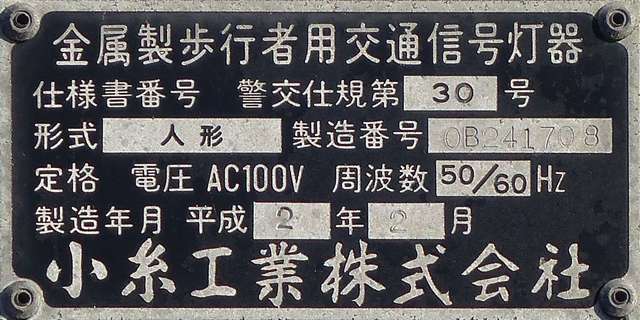 金属製歩行者用交通信号灯器
仕様書番号 警交仕規第 30 号
形式 人形 製造番号 0B241708
定格 電圧 AC100V 周波数 50/60 Hz
製造年月 平成 2 年 2 月
小糸工業株式会社